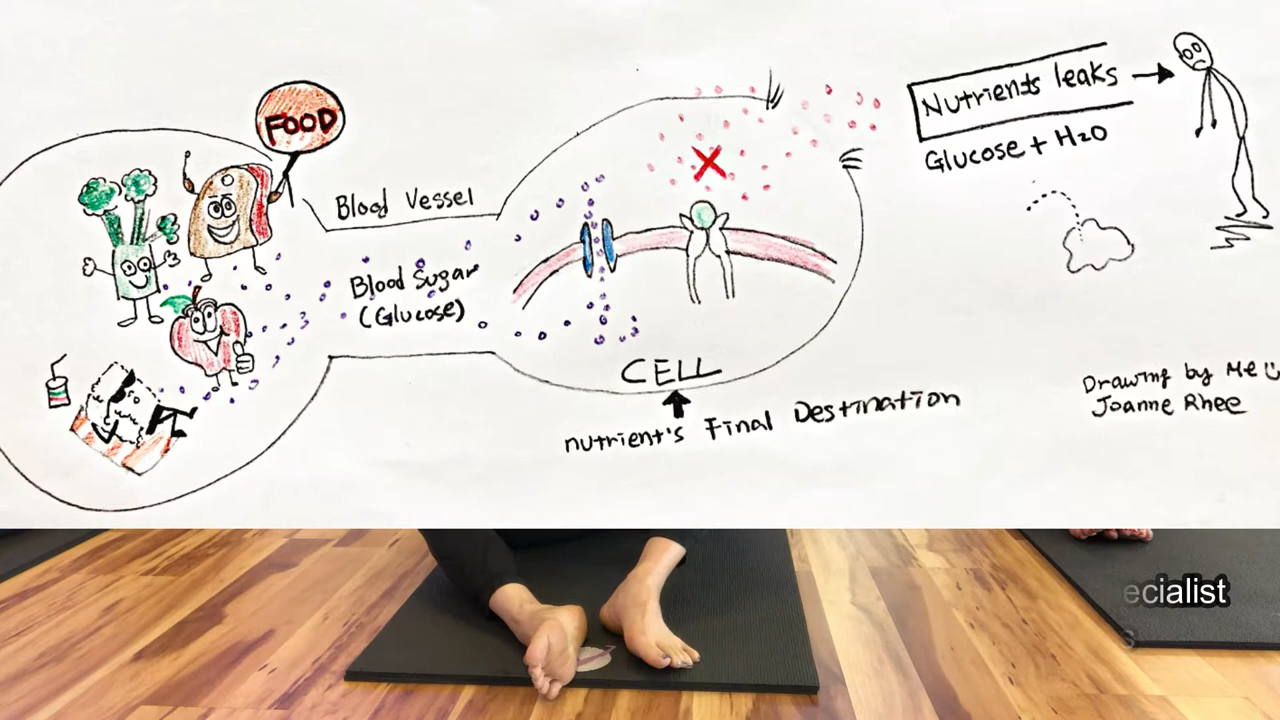 FOOD
Blood Vessel
Blood Sugar
(Glucose)
CELL
nutrient's Final Destination
Nutrients leaks
Glucose + H2O
Drawing by Me
Joanne Rhee
ecialist
s